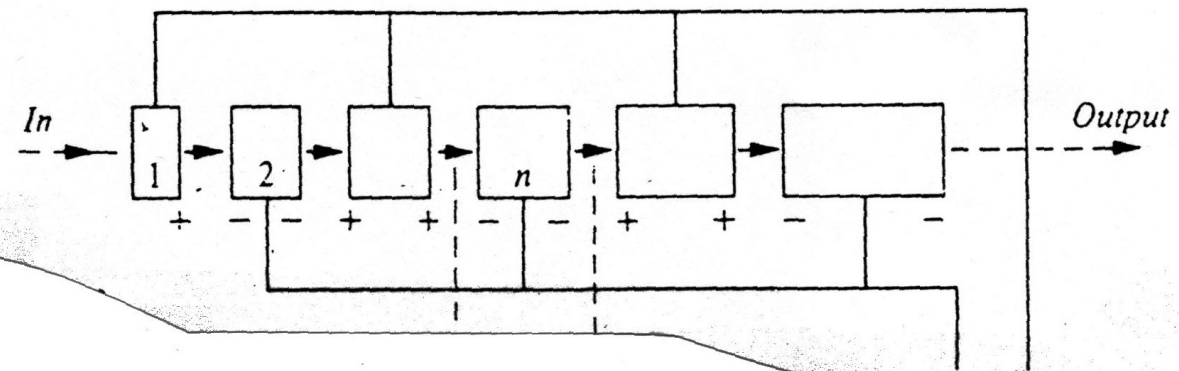 In
Output
1 2 n
+ − − + + − − + + − −